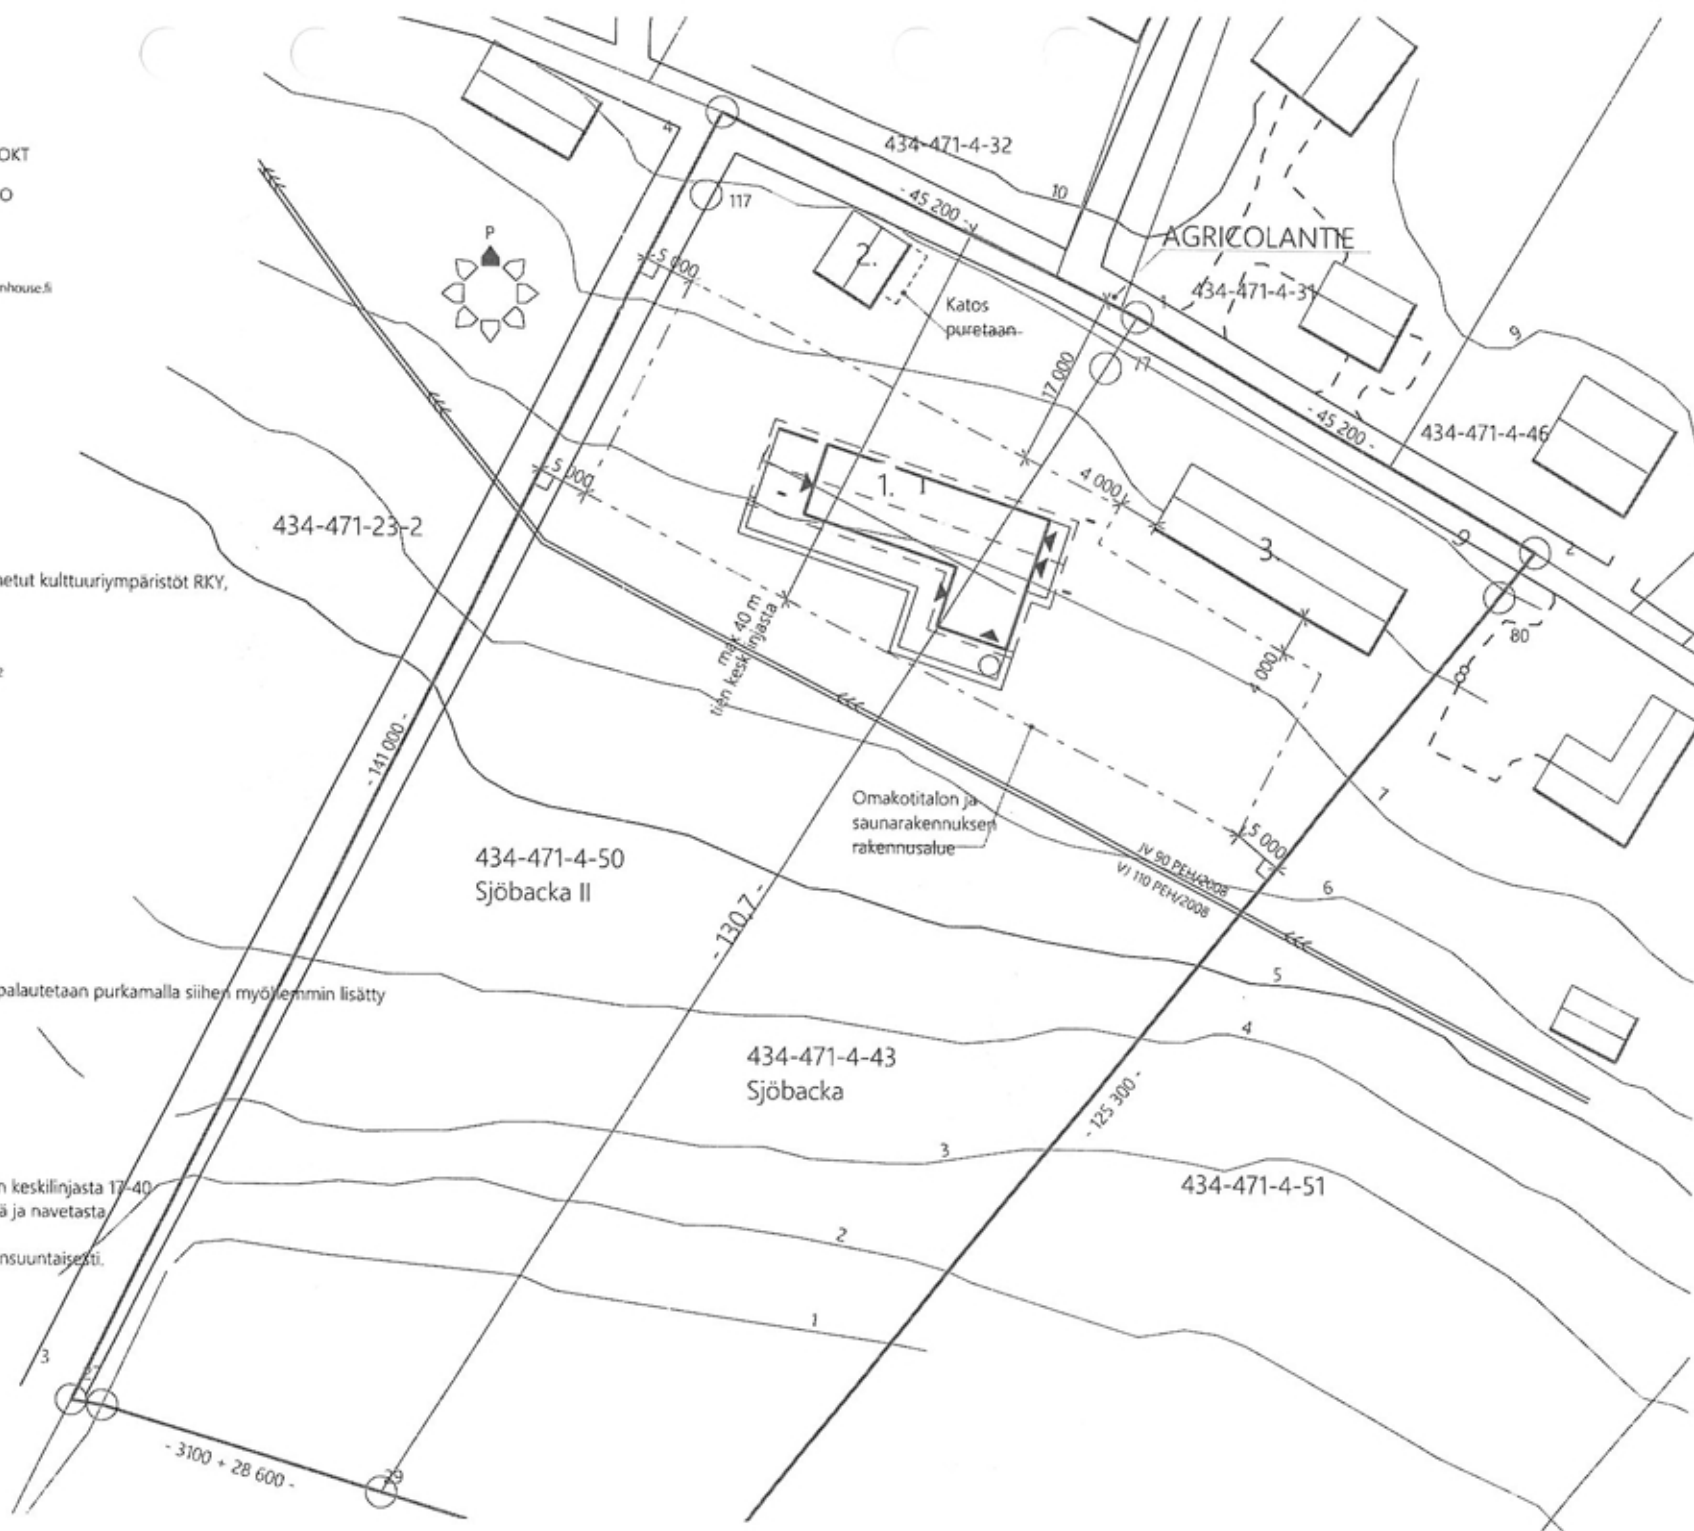 OKT
O
nhouse.fi
4
434-471-4-32
10
117
- 45 200 -
AGRICOLANTIE
P
5 000
2.
434-471-4-31
Katos
puretaan
1
9
17 000
77
- 45 200 -
434-471-4-46
5 000
1. I
4 000
3.
9
2
434-471-23-2
etut kulttuuriympäristöt RKY,
80
max 40 m
tien keskilinjasta
4 000
8
2
- 141 000 -
7
Omakotitalon ja
saunarakennuksen
rakennusalue
5 000
434-471-4-50
Sjöbacka II
JV 90 PEH/2008
VJ 110 PEH/2008
6
- 130,7 -
5
palautetaan purkamalla siihen myöhemmin lisätty
4
434-471-4-43
Sjöbacka
- 125 300 -
3
n keskilinjasta 17-40
ä ja navetasta
434-471-4-51
2
nsuuntaisesti.
1
3
27
- 3100 + 28 600 -
29